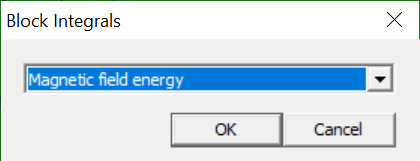 Block Integrals
Magnetic field energy
OK
Cancel